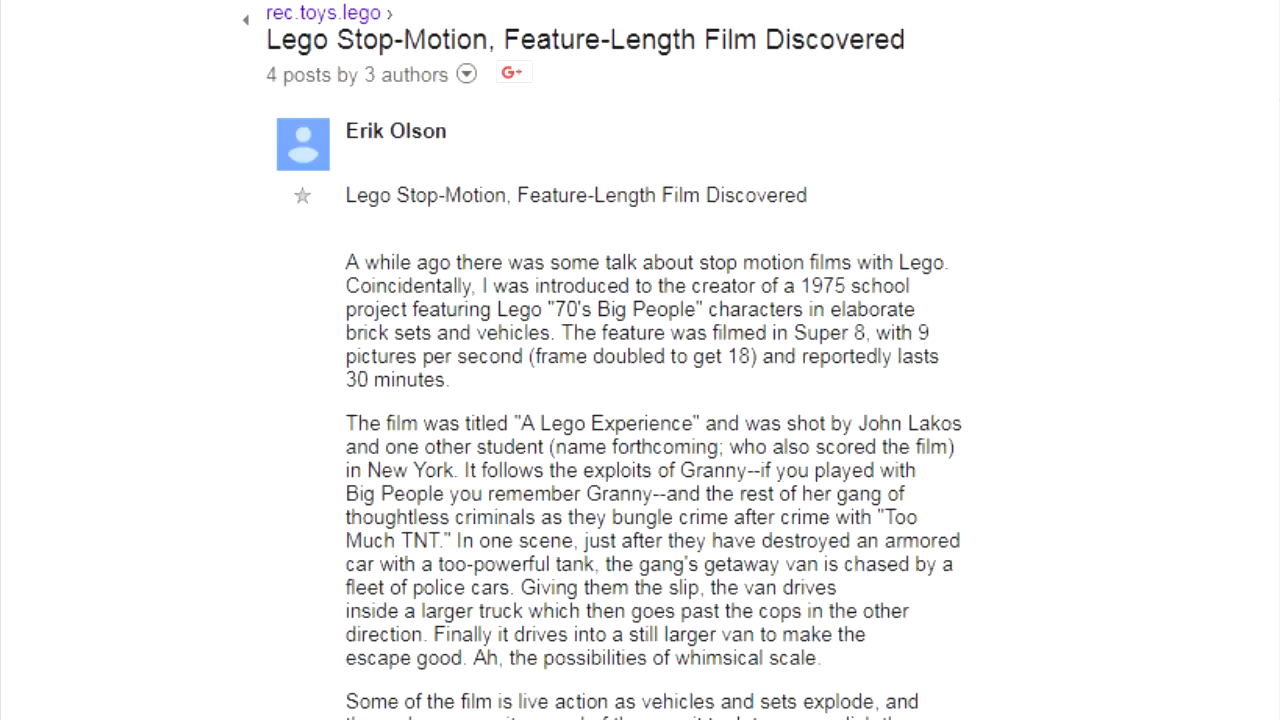 rec.toys.lego ›
Lego Stop-Motion, Feature-Length Film Discovered
4 posts by 3 authors
G+
Erik Olson
Lego Stop-Motion, Feature-Length Film Discovered
A while ago there was some talk about stop motion films with Lego.
Coincidentally, I was introduced to the creator of a 1975 school
project featuring Lego "70's Big People" characters in elaborate
brick sets and vehicles. The feature was filmed in Super 8, with 9
pictures per second (frame doubled to get 18) and reportedly lasts
30 minutes.
The film was titled "A Lego Experience" and was shot by John Lakos
and one other student (name forthcoming; who also scored the film)
in New York. It follows the exploits of Granny--if you played with
Big People you remember Granny--and the rest of her gang of
thoughtless criminals as they bungle crime after crime with "Too
Much TNT." In one scene, just after they have destroyed an armored
car with a too-powerful tank, the gang's getaway van is chased by a
fleet of police cars. Giving them the slip, the van drives
inside a larger truck which then goes past the cops in the other
direction. Finally it drives into a still larger van to make the
escape good. Ah, the possibilities of whimsical scale.
Some of the film is live action as vehicles and sets explode, and